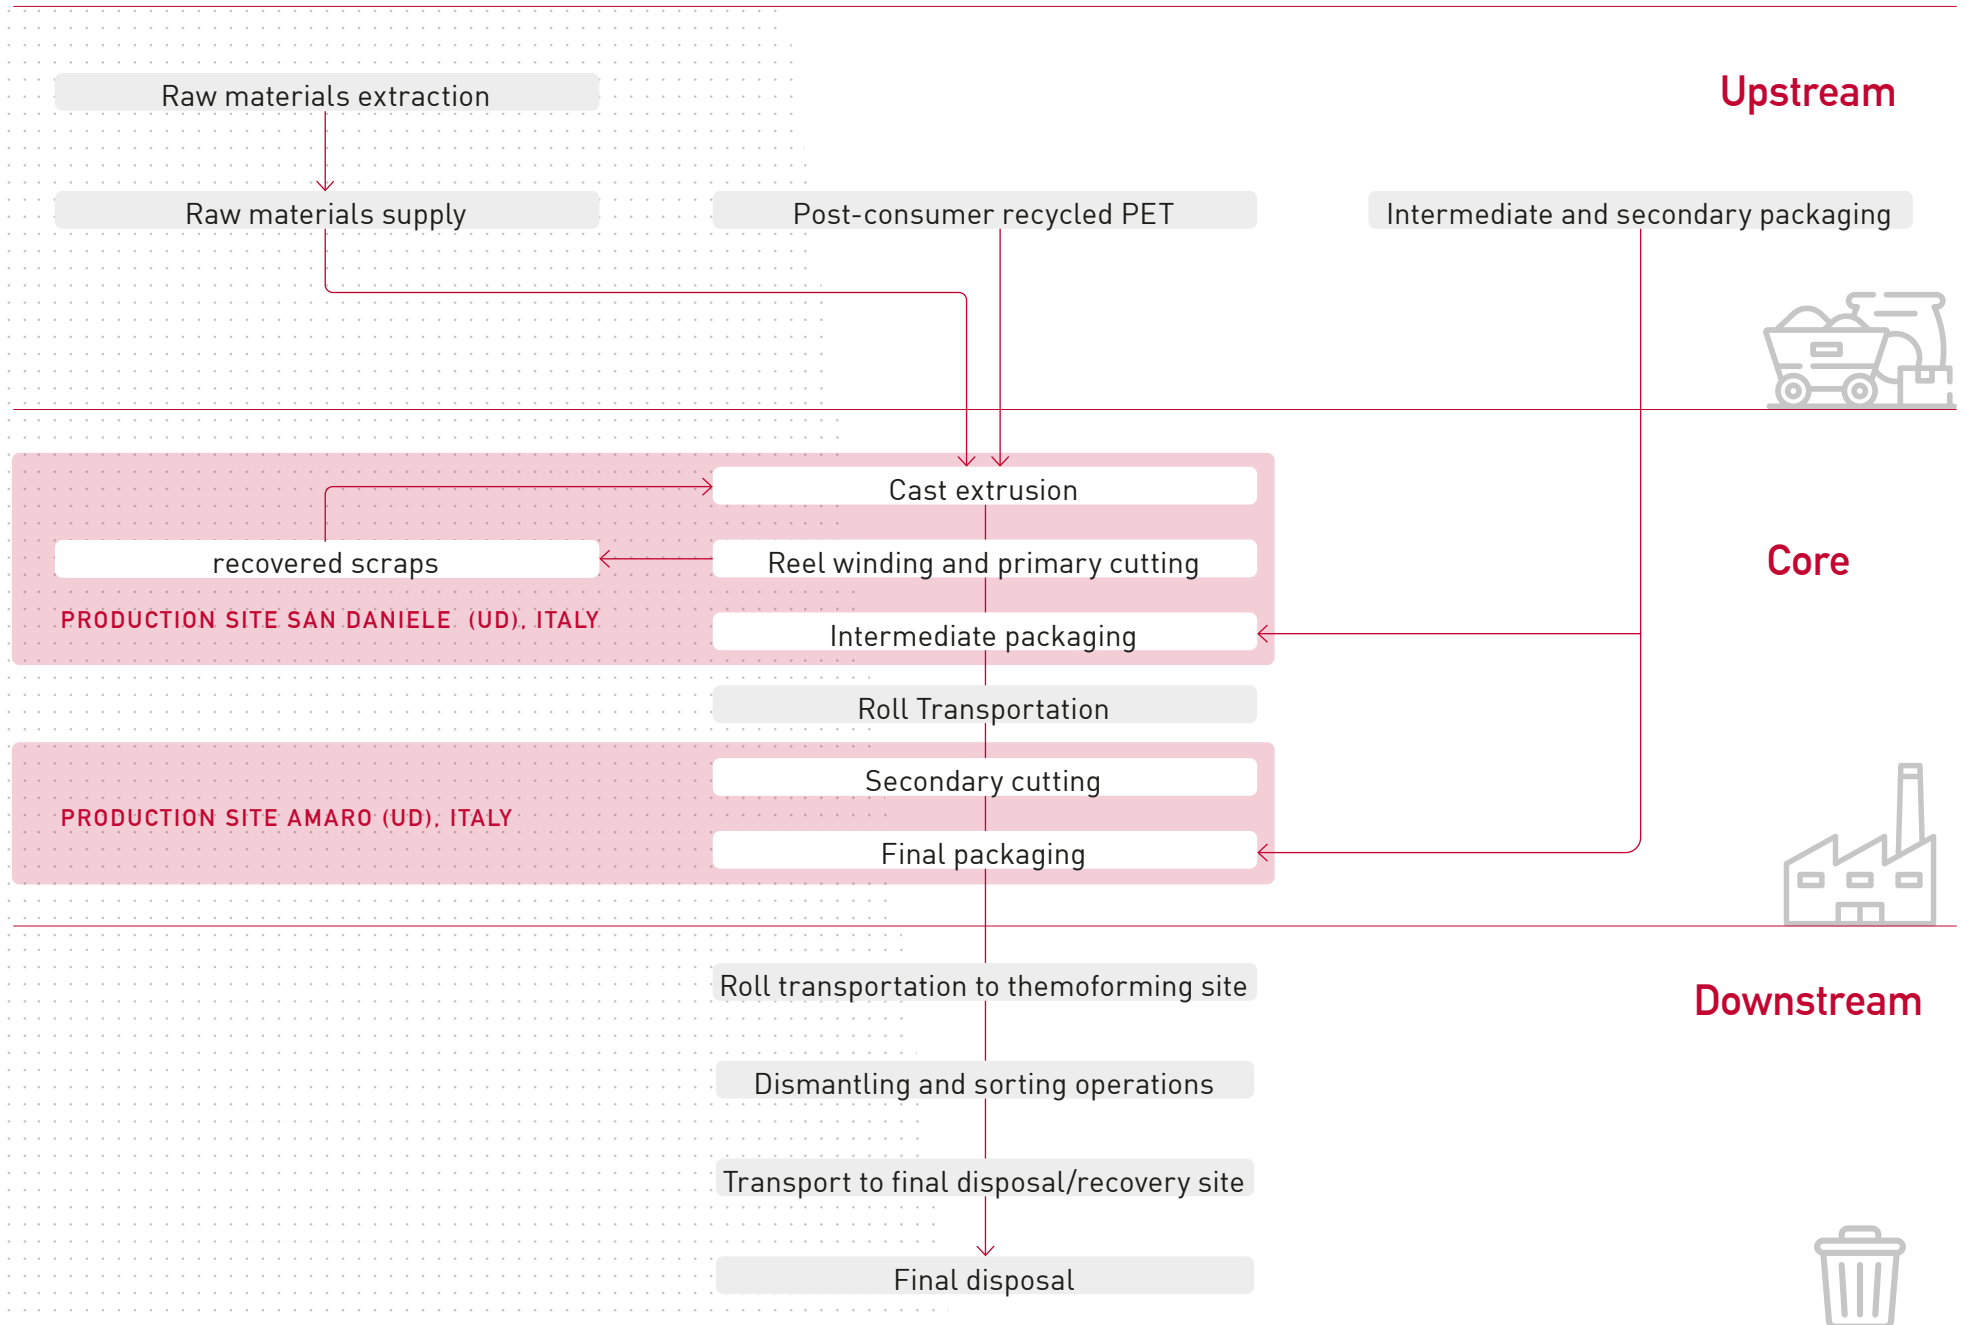 Upstream
Raw materials extraction
Raw materials supply
Post-consumer recycled PET
Intermediate and secondary packaging
Core
Cast extrusion
recovered scraps
Reel winding and primary cutting
PRODUCTION SITE SAN DANIELE (UD), ITALY
Intermediate packaging
Roll Transportation
Secondary cutting
PRODUCTION SITE AMARO (UD), ITALY
Final packaging
Downstream
Roll transportation to themoforming site
Dismantling and sorting operations
Transport to final disposal/recovery site
Final disposal